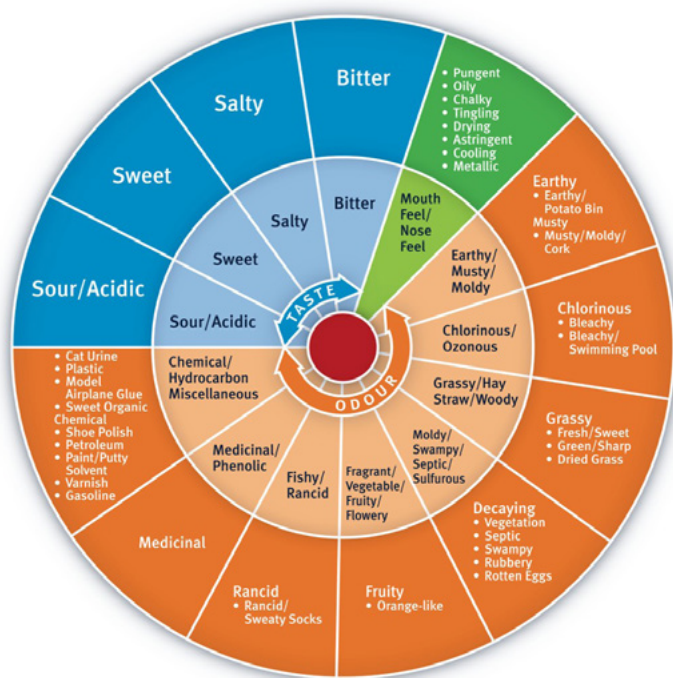 Bitter
Salty
Sweet
Sour/Acidic
• Pungent
• Oily
• Chalky
• Tingling
• Drying
• Astringent
• Cooling
• Metallic
Earthy
• Earthy/
Potato Bin
Musty
• Musty/Moldy/
Cork
Chlorinous
• Bleachy
• Bleachy/
Swimming Pool
Grassy
• Fresh/Sweet
• Green/Sharp
• Dried Grass
Decaying
• Vegetation
• Septic
• Swampy
• Rubbery
• Rotten Eggs
Fruity
• Orange-like
Rancid
• Rancid/
Sweaty Socks
Medicinal
• Cat Urine
• Plastic
• Model
Airplane Glue
• Sweet Organic
Chemical
• Shoe Polish
• Petroleum
• Paint/Putty
Solvent
• Varnish
• Gasoline
Bitter
Salty
Sweet
Sour/Acidic
Mouth
Feel/
Nose
Feel
Earthy/
Musty/
Moldy
Chlorinous/
Ozonous
Grassy/Hay
Straw/Woody
Moldy/
Swampy/
Septic/
Sulfurous
Fragrant/
Vegetable/
Fruity/
Flowery
Fishy/
Rancid
Medicinal/
Phenolic
Chemical/
Hydrocarbon
Miscellaneous
TASTE
ODOUR